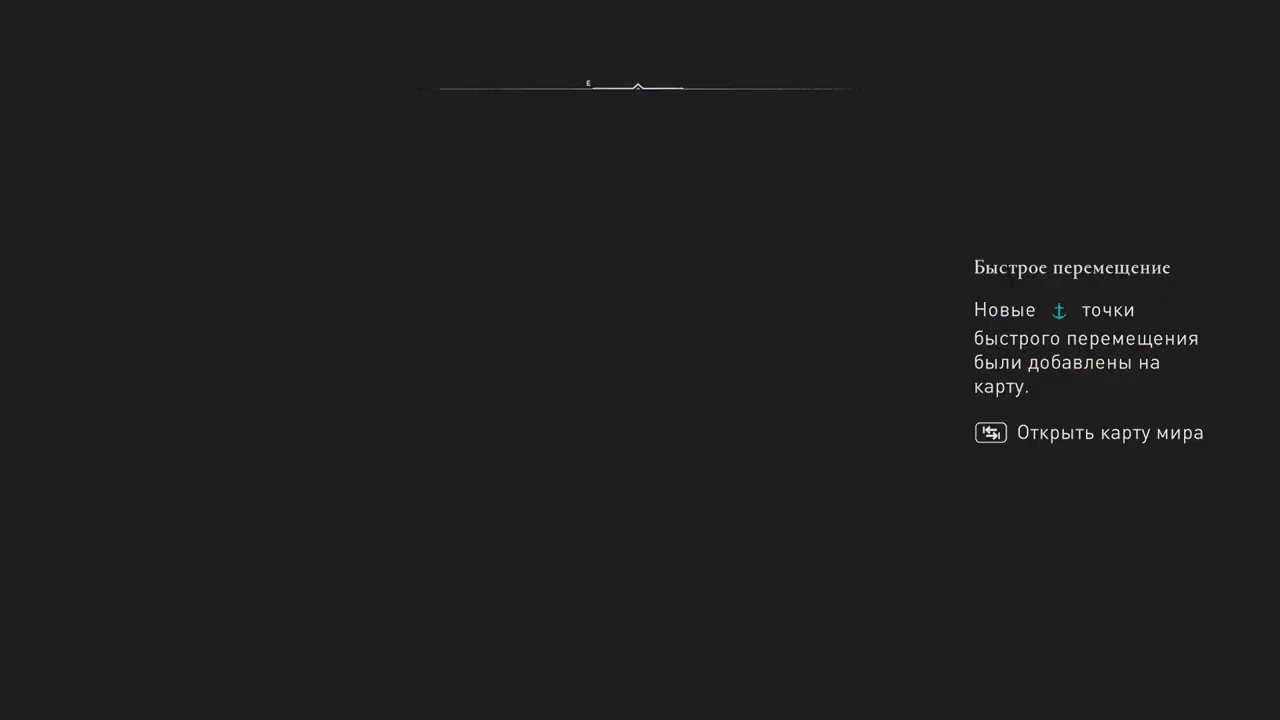 E
Быстрое перемещение
Новые точки
быстрого перемещения
были добавлены на
карту.
Открыть карту мира